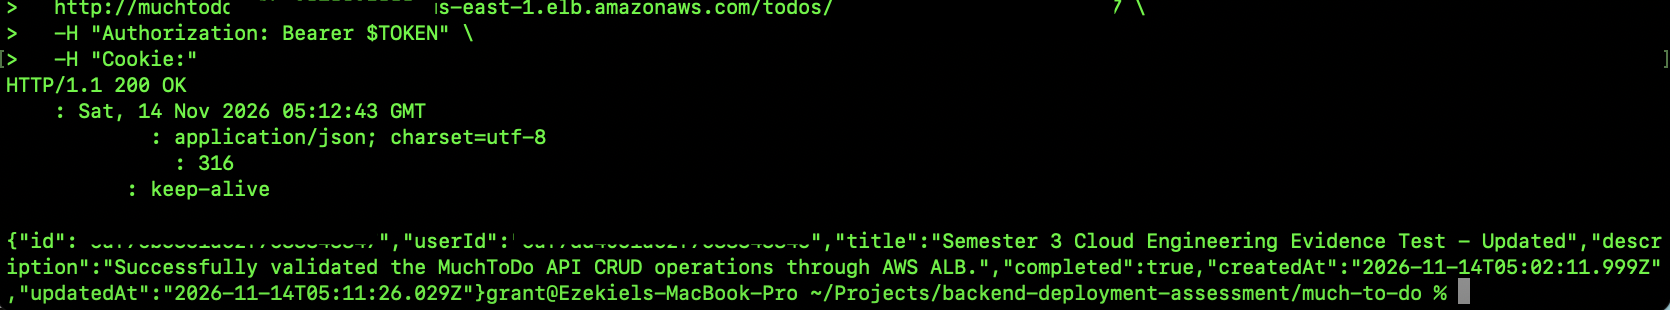 > http://muchtodo s-east-1.elb.amazonaws.com/todos/ \
> -H "Authorization: Bearer $TOKEN" \
> -H "Cookie:"
HTTP/1.1 200 OK
: Sat, 14 Nov 2026 05:12:43 GMT
: application/json; charset=utf-8
: 316
: keep-alive
{"id": ","userId": ","title":"Semester 3 Cloud Engineering Evidence Test - Updated","descr
iption":"Successfully validated the MuchToDo API CRUD operations through AWS ALB.","completed":true,"createdAt":"2026-11-14T05:02:11.999Z"
,"updatedAt":"2026-11-14T05:11:26.029Z"}grant@Ezekiels-MacBook-Pro ~/Projects/backend-deployment-assessment/much-to-do %